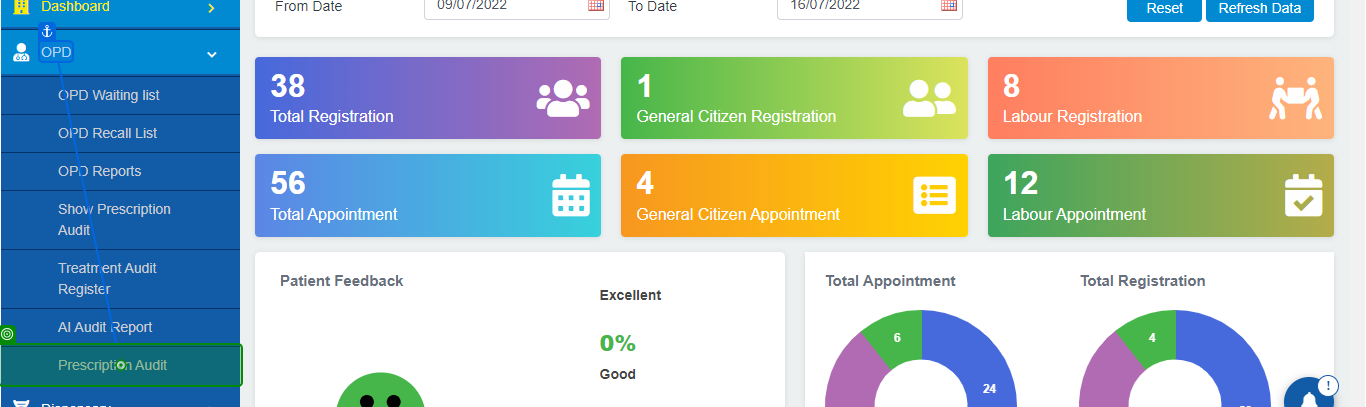 Dashboard
From Date
09/07/2022
To Date
16/07/2022
Reset
Refresh Data
OPD
OPD Waiting list
OPD Recall List
OPD Reports
Show Prescription
Audit
Treatment Audit
Register
AI Audit Report
Prescription Audit
38
Total Registration
1
General Citizen Registration
8
Labour Registration
56
Total Appointment
4
General Citizen Appointment
12
Labour Appointment
Patient Feedback
Excellent
0%
Good
Total Appointment
6
24
Total Registration
4
!